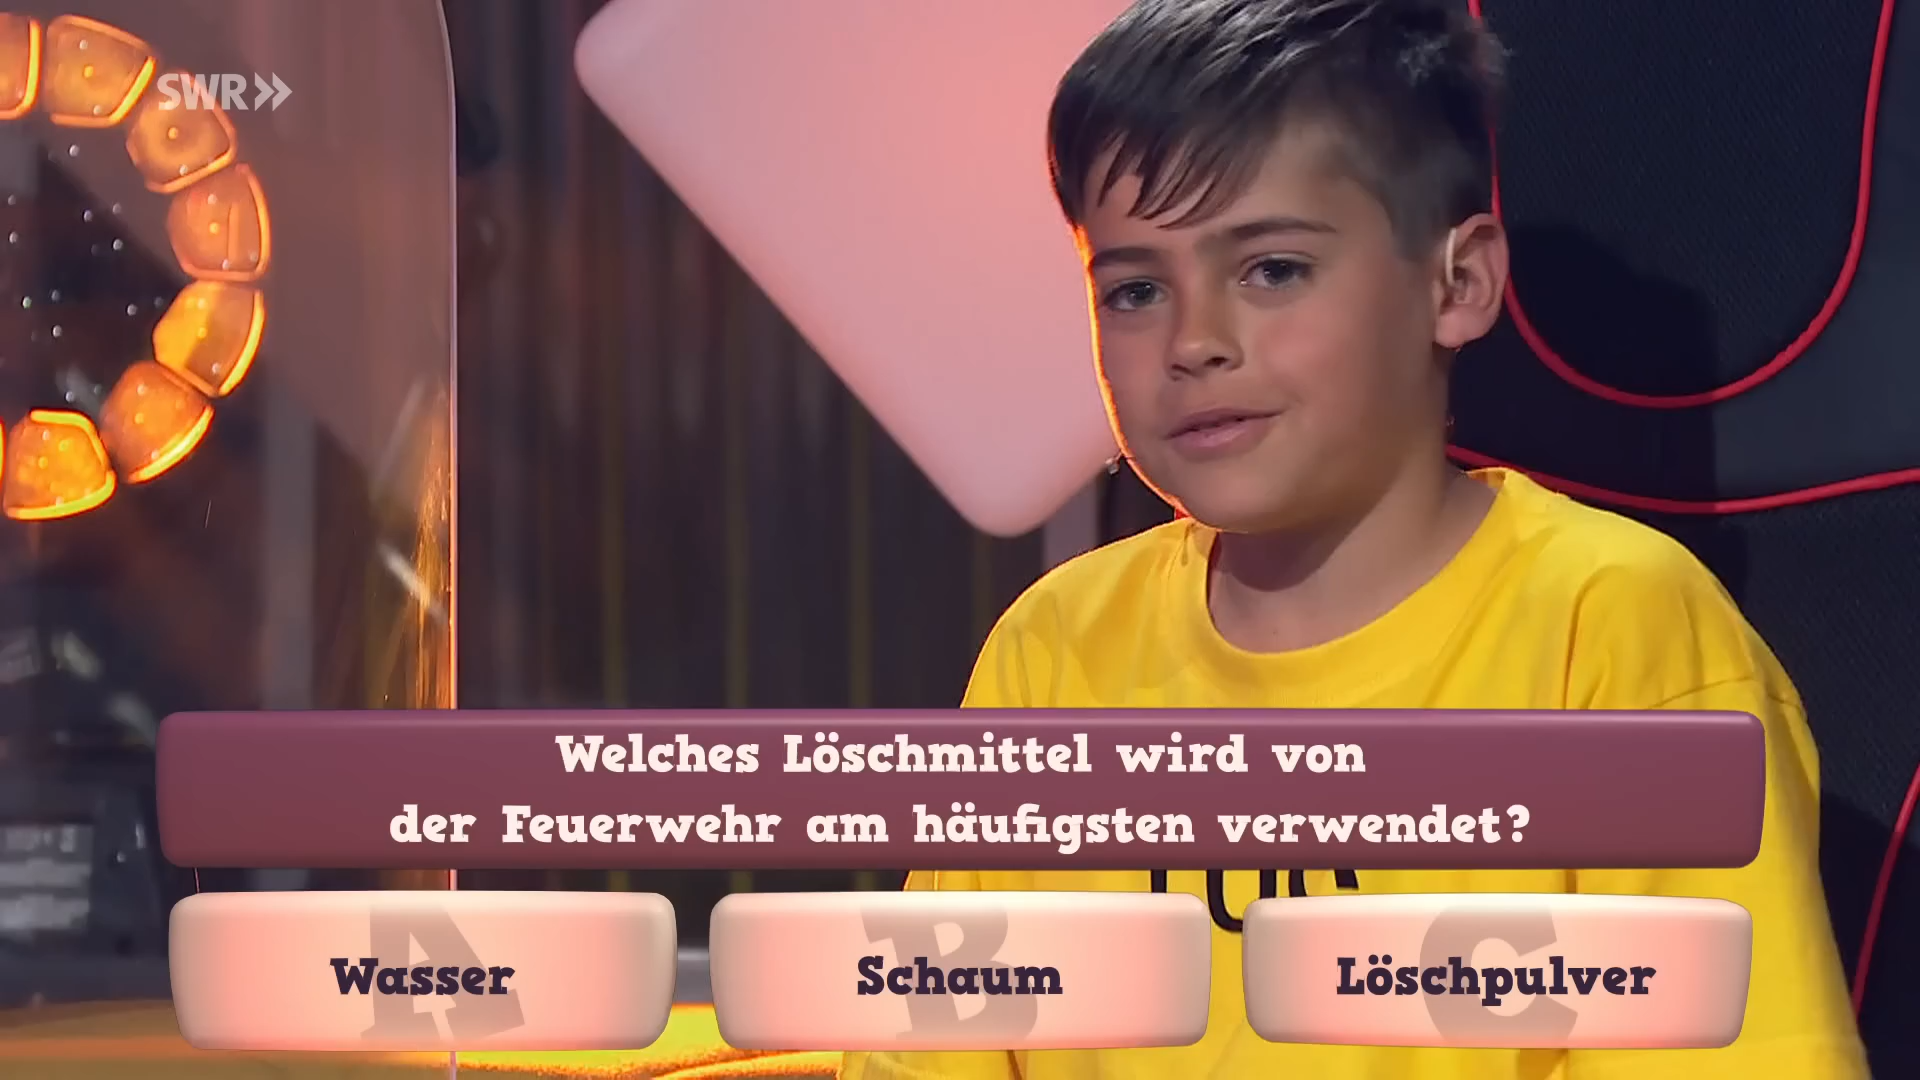 SWR
Welches Löschmittel wird von
der Feuerwehr am häufigsten verwendet?
A
Wasser
B
Schaum
C
Löschpulver